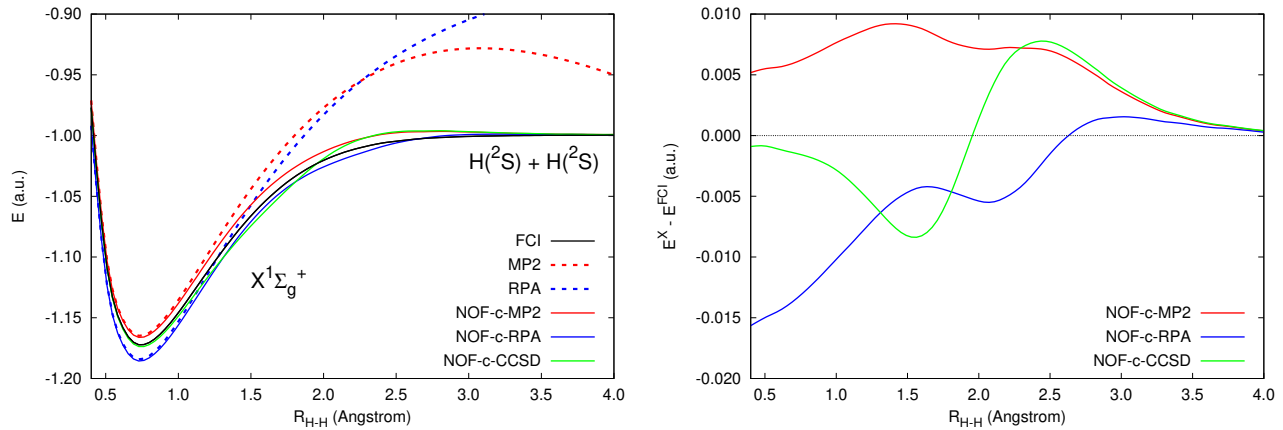 -0.90
-0.95
-1.00
-1.05
-1.10
-1.15
-1.20
E (a.u.)
0.5 1.0 1.5 2.0 2.5 3.0 3.5 4.0
R_H-H (Angstrom)
H(²S) + H(²S)
X¹Σg⁺
FCI
MP2
RPA
NOF-c-MP2
NOF-c-RPA
NOF-c-CCSD
0.010
0.005
0.000
-0.005
-0.010
-0.015
-0.020
E^X - E^FCI (a.u.)
0.5 1.0 1.5 2.0 2.5 3.0 3.5 4.0
R_H-H (Angstrom)
NOF-c-MP2
NOF-c-RPA
NOF-c-CCSD